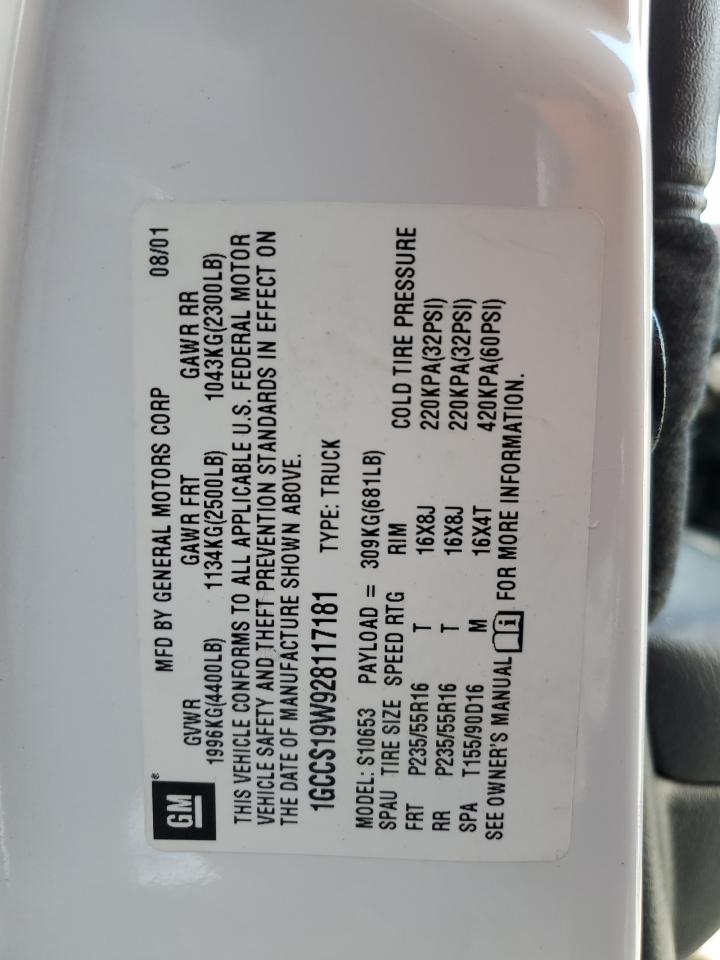 GM
MFD BY GENERAL MOTORS CORP 08/01
GVWR GAWR FRT GAWR RR
1996KG(4400LB) 1134KG(2500LB) 1043KG(2300LB)
THIS VEHICLE CONFORMS TO ALL APPLICABLE U.S. FEDERAL MOTOR
VEHICLE SAFETY AND THEFT PREVENTION STANDARDS IN EFFECT ON
THE DATE OF MANUFACTURE SHOWN ABOVE.
1GCCS19W928117181 TYPE: TRUCK
MODEL: S10653 PAYLOAD = 309KG(681LB)
SPAU TIRE SIZE SPEED RTG RIM COLD TIRE PRESSURE
FRT P235/55R16 T 16X8J 220KPA(32PSI)
RR P235/55R16 T 16X8J 220KPA(32PSI)
SPA T155/90D16 M 16X4T 420KPA(60PSI)
SEE OWNER'S MANUAL FOR MORE INFORMATION.